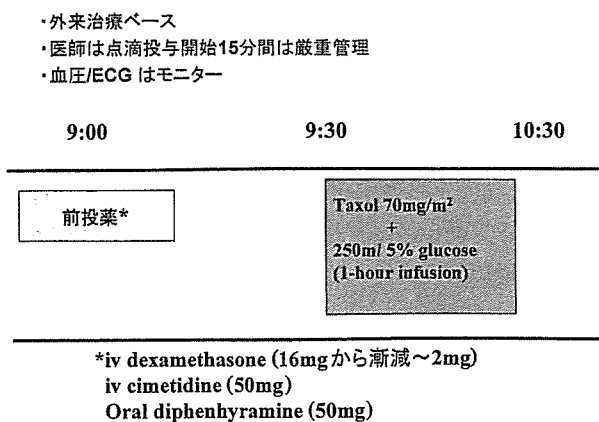 ・外来治療ベース
・医師は点滴投与開始15分間は厳重管理
・血圧/ECG はモニター
9:00 9:30 10:30
前投薬*
Taxol 70mg/m²
+
250ml 5% glucose
(1-hour infusion)
*iv dexamethasone (16mgから漸減～2mg)
iv cimetidine (50mg)
Oral diphenhyramine (50mg)